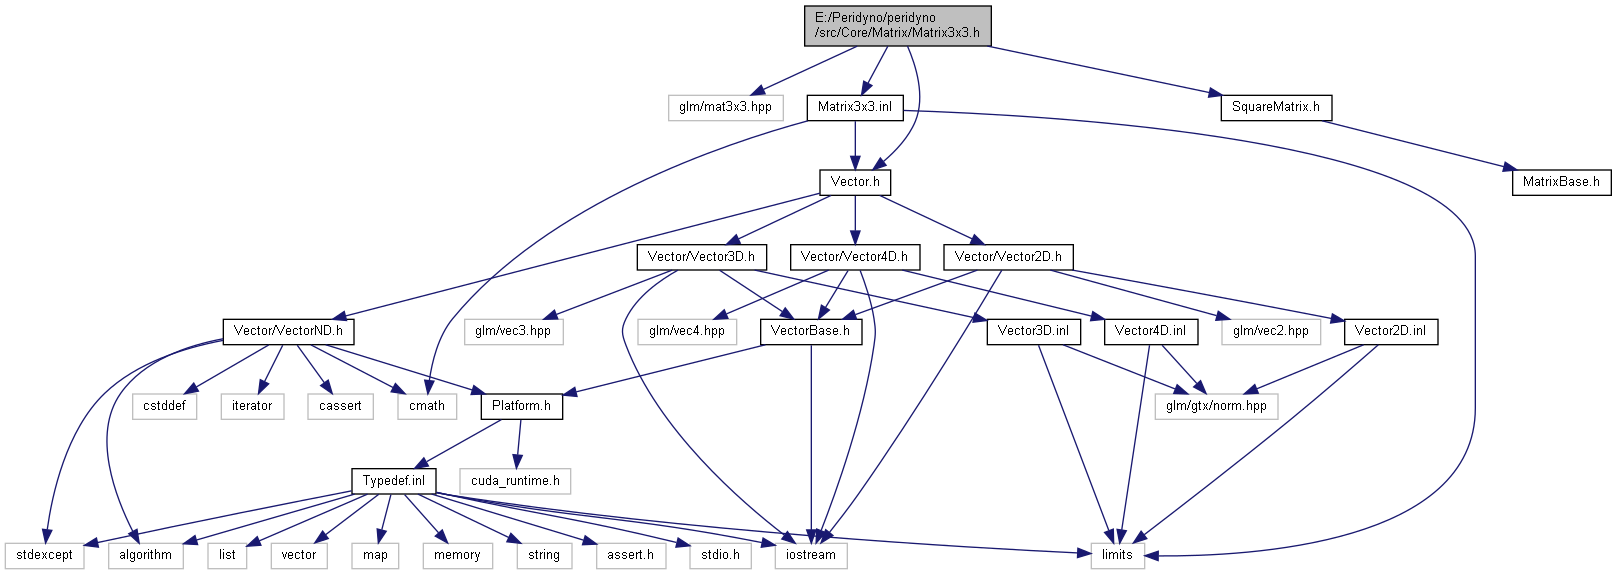 E:/Peridyno/peridyno
/src/Core/Matrix/Matrix3x3.h
glm/mat3x3.hpp
Matrix3x3.inl
SquareMatrix.h
Vector.h
MatrixBase.h
Vector/Vector3D.h
Vector/Vector4D.h
Vector/Vector2D.h
Vector/VectorND.h
glm/vec3.hpp
glm/vec4.hpp
VectorBase.h
Vector3D.inl
Vector4D.inl
glm/vec2.hpp
Vector2D.inl
cstddef
iterator
cassert
cmath
Platform.h
glm/gtx/norm.hpp
Typedef.inl
cuda_runtime.h
stdexcept
algorithm
list
vector
map
memory
string
assert.h
stdio.h
iostream
limits